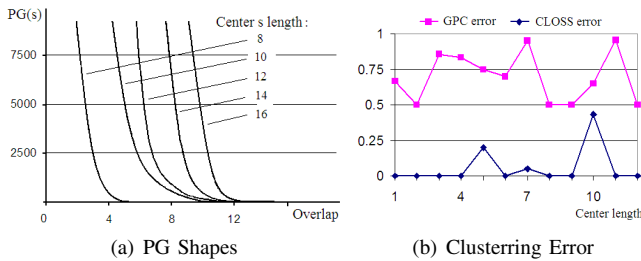 PG(s)
Center s length :
8
10
12
14
16
7500
5000
2500
0
4
8
12
Overlap
(a) PG Shapes
GPC error
CLOSS error
1
0.75
0.5
0.25
0
1
4
7
10
Center length
(b) Clusterring Error